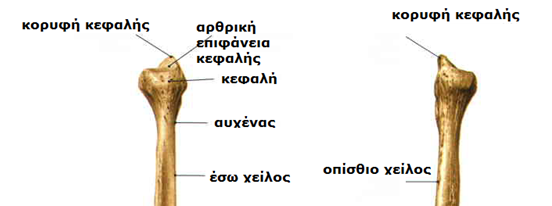 κορυφή κεφαλής
αρθρική
επιφάνεια
κεφαλής
κεφαλή
αυχένας
έσω χείλος
κορυφή κεφαλής
οπίσθιο χείλος